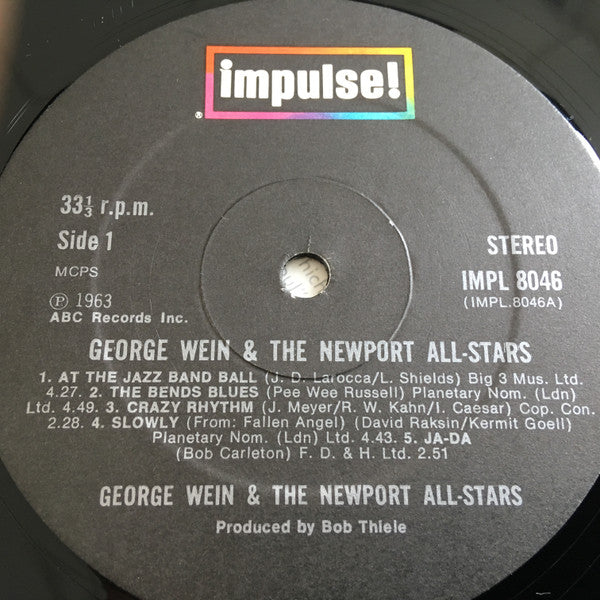 impulse!
®
33⅓ r.p.m.
Side 1
STEREO
MCPS
IMPL 8046
(IMPL.8046A)
℗ 1963
ABC Records Inc.
GEORGE WEIN & THE NEWPORT ALL-STARS
1. AT THE JAZZ BAND BALL (J. D. Larocca/L. Shields) Big 3 Mus. Ltd.
4.27. 2. THE BENDS BLUES (Pee Wee Russell) Planetary Nom. (Ldn)
Ltd. 4.49. 3. CRAZY RHYTHM (J. Meyer/R. W. Kahn/I. Caesar) Cop. Con.
2.28. 4. SLOWLY (From: Fallen Angel) (David Raksin/Kermit Goell)
Planetary Nom. (Ldn) Ltd. 4.43. 5. JA-DA
(Bob Carleton) F. D. & H. Ltd. 2.51
GEORGE WEIN & THE NEWPORT ALL-STARS
Produced by Bob Thiele